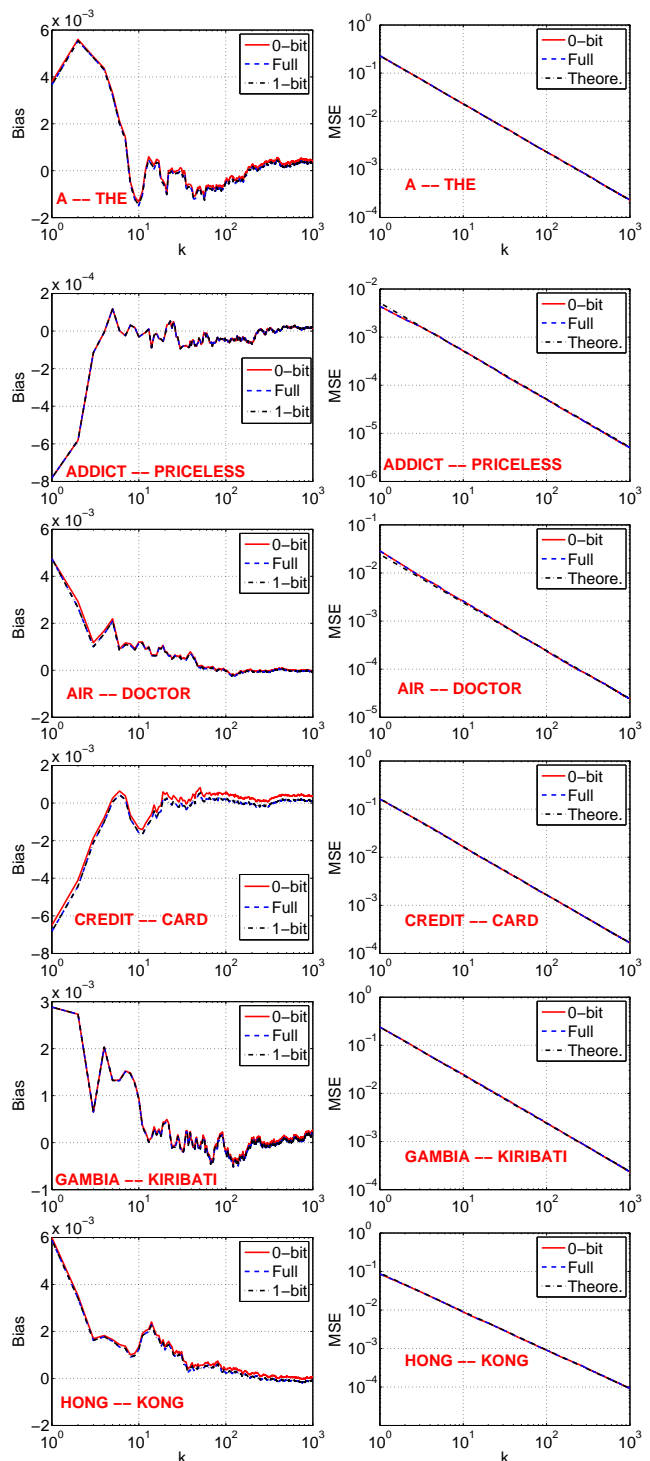 x 10^−3
6
4
2
0
−2
Bias
0−bit
Full
1−bit
A −− THE
10^0 10^1 10^2 10^3
k
10^0
10^−1
10^−2
10^−3
10^−4
MSE
0−bit
Full
Theore.
A −− THE
10^0 10^1 10^2 10^3
k
x 10^−4
2
0
−2
−4
−6
−8
Bias
0−bit
Full
1−bit
ADDICT −− PRICELESS
10^0 10^1 10^2 10^3
k
10^−2
10^−3
10^−4
10^−5
10^−6
MSE
0−bit
Full
Theore.
ADDICT −− PRICELESS
10^0 10^1 10^2 10^3
k
x 10^−3
6
4
2
0
−2
Bias
0−bit
Full
1−bit
AIR −− DOCTOR
10^0 10^1 10^2 10^3
k
10^−1
10^−2
10^−3
10^−4
10^−5
MSE
0−bit
Full
Theore.
AIR −− DOCTOR
10^0 10^1 10^2 10^3
k
x 10^−3
2
0
−2
−4
−6
−8
Bias
0−bit
Full
1−bit
CREDIT −− CARD
10^0 10^1 10^2 10^3
k
10^0
10^−1
10^−2
10^−3
10^−4
MSE
0−bit
Full
Theore.
CREDIT −− CARD
10^0 10^1 10^2 10^3
k
x 10^−3
3
2
1
0
−1
Bias
0−bit
Full
1−bit
GAMBIA −− KIRIBATI
10^0 10^1 10^2 10^3
k
10^0
10^−1
10^−2
10^−3
10^−4
MSE
0−bit
Full
Theore.
GAMBIA −− KIRIBATI
10^0 10^1 10^2 10^3
k
x 10^−3
6
4
2
0
−2
Bias
0−bit
Full
1−bit
HONG −− KONG
10^0 10^1 10^2 10^3
k
10^0
10^−1
10^−2
10^−3
10^−4
MSE
0−bit
Full
Theore.
HONG −− KONG
10^0 10^1 10^2 10^3
k